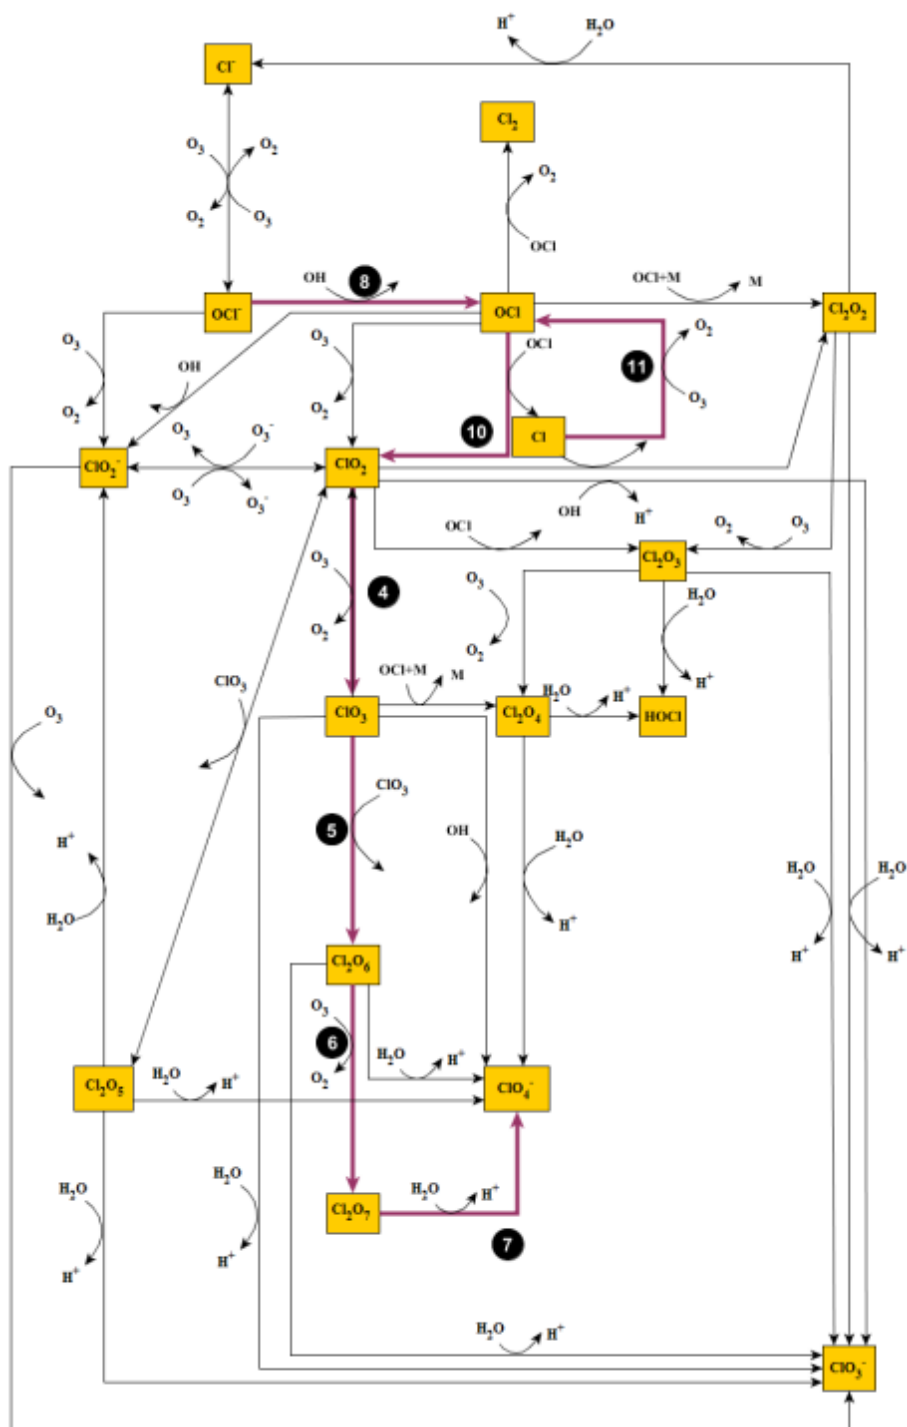 H⁺ H₂O
Cl⁻
Cl₂
O₃ O₂
O₂
O₂ O₃
OCl
OH 8 OCl+M M
OCl⁻ OCl Cl₂O₂
O₃ OH O₃ OCl 11 O₂
O₂ O₂ O₃
10 Cl
O₃ O₃⁻
ClO₂⁻ ClO₂
O₃ O₃⁻ OH H⁺
OCl O₂ O₃
Cl₂O₃
O₃ 4 O₃ H₂O
O₂ O₂
H⁺
ClO₃ OCl+M M
H₂O H⁺
O₃ ClO₃ Cl₂O₄ HOCl
ClO₃
5 OH H₂O
H⁺ H₂O H₂O
H₂O H⁺ H⁺ H⁺
Cl₂O₆
O₃
6 H₂O H⁺
O₂
Cl₂O₅ H₂O H⁺ ClO₄⁻
H₂O H₂O H₂O H⁺
Cl₂O₇
H⁺ H⁺ 7
H₂O H⁺
ClO₃⁻